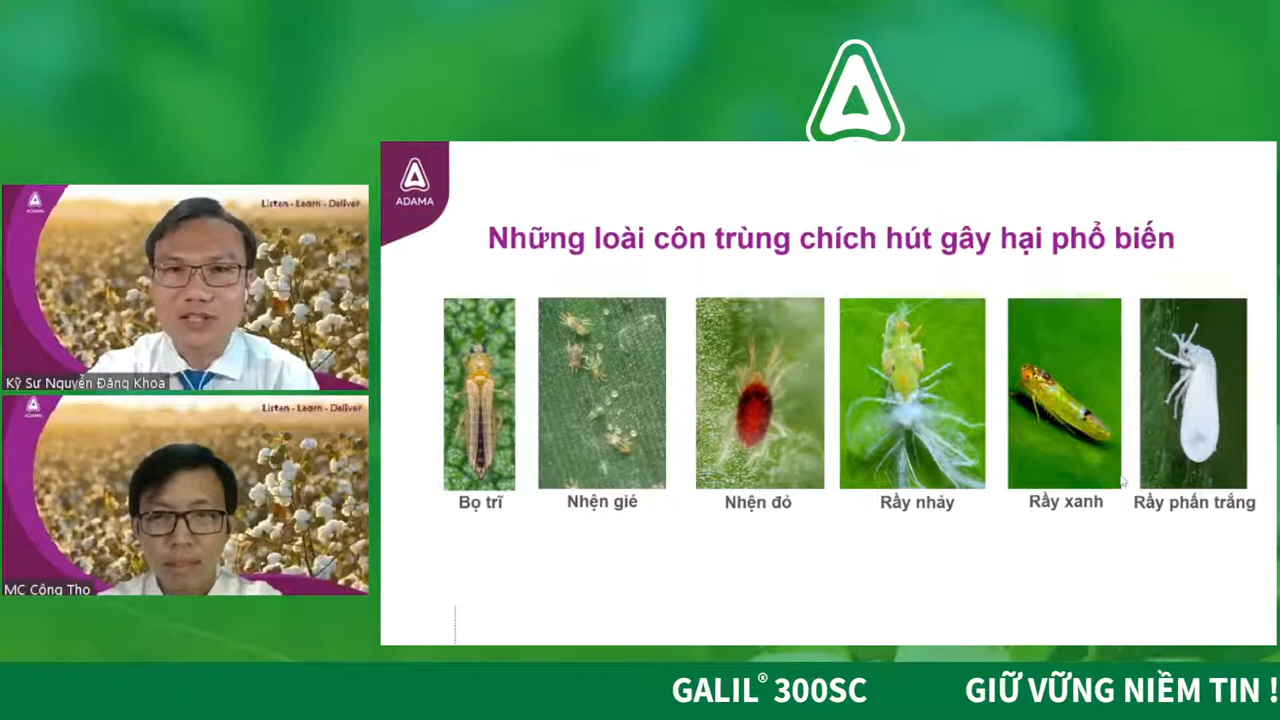 ADAMA
Listen - Learn - Deliver
Kỹ Sư Nguyễn Đăng Khoa
ADAMA
Listen - Learn - Deliver
MC Công Thọ
ADAMA
Những loài côn trùng chích hút gây hại phổ biến
Bọ trĩ
Nhện gié
Nhện đỏ
Rầy nhảy
Rầy xanh
Rầy phấn trắng
GALIL® 300SC GIỮ VỮNG NIỀM TIN !